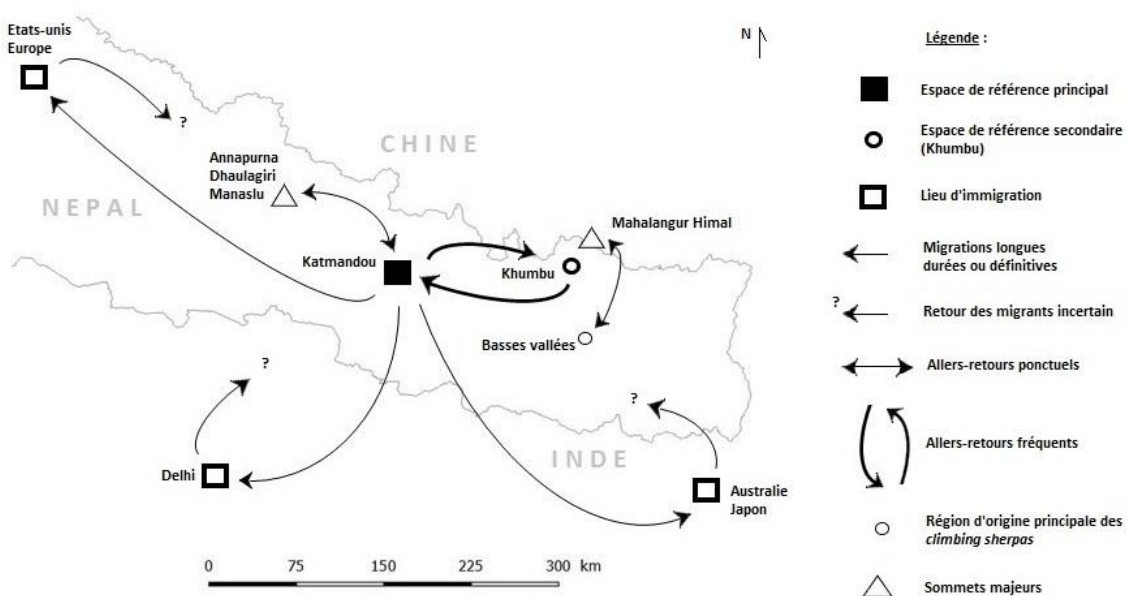 Etats-unis
Europe
?
CHINE
Annapurna
Dhaulagiri
Manaslu
NEPAL
Mahalangur Himal
Katmandou
Khumbu
Basses vallées
?
?
INDE
Delhi
Australie
Japon
0 75 150 225 300 km
N
Légende :
Espace de référence principal
Espace de référence secondaire
(Khumbu)
Lieu d'immigration
Migrations longues
durées ou définitives
?
Retour des migrants incertain
Allers-retours ponctuels
Allers-retours fréquents
Région d'origine principale des
climbing sherpas
Sommets majeurs